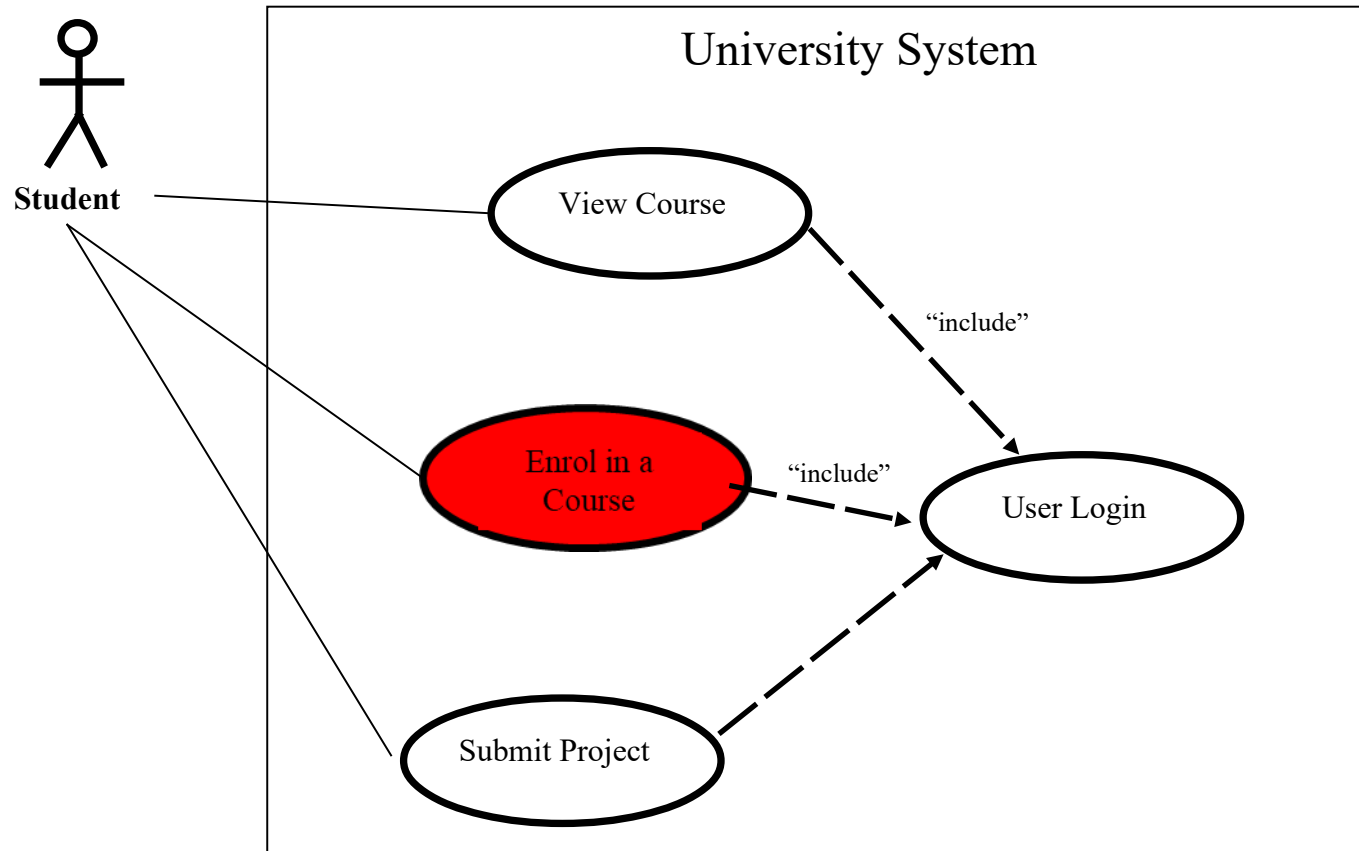 University System
Student
View Course
“include”
Enrol in a
Course
“include”
User Login
Submit Project